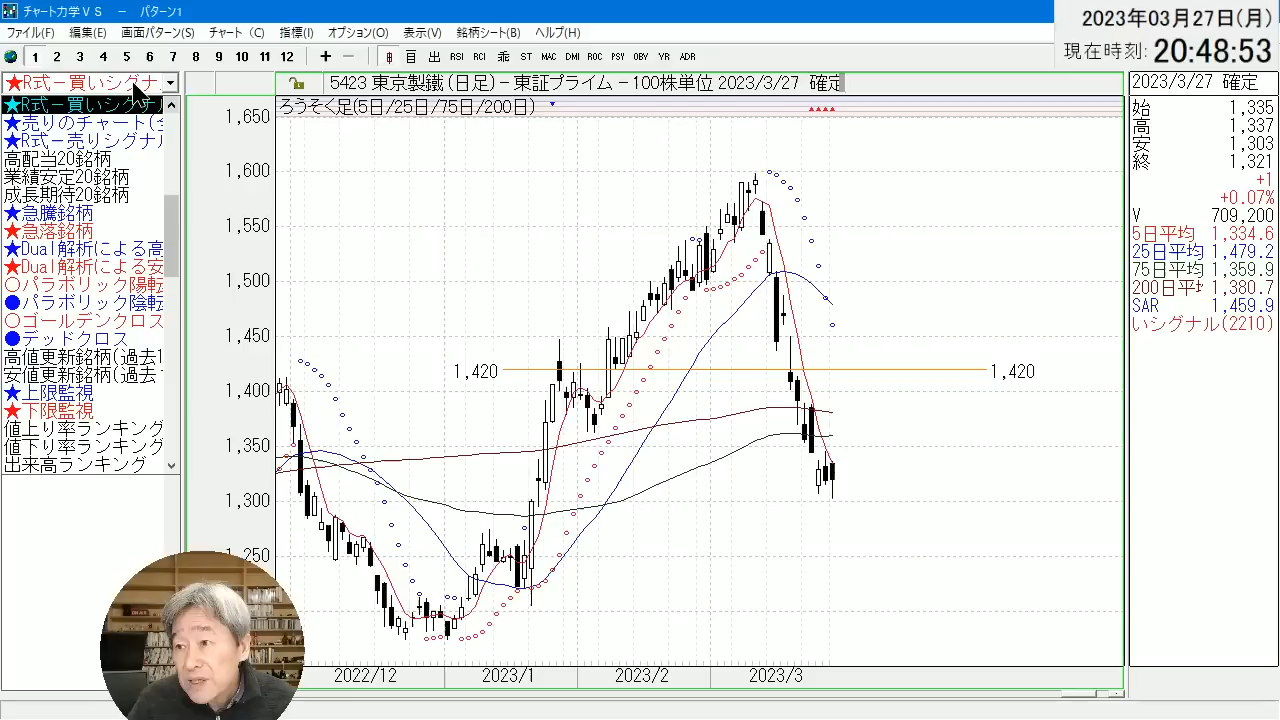 チャート力学ＶＳ － パターン1
ファイル(F) 編集(E) 画面パターン(S) チャート (C) 指標(I) オプション(O) 表示(V) 銘柄シート(B) ヘルプ(H)
2023年03月27日(月)
現在時刻: 20:48:53
1 2 3 4 5 6 7 8 9 10 11 12 + − 日 出 RSI RCI 乖 ST MAC DMI ROC PSY OBV YR ADR
★R式－買いシグナ
5423 東京製鐵 (日足)－東証プライム －100株単位 2023/3/27 確定
2023/3/27 確定
★R式－買いシグナル
★売りのチャート(全
★R式－売りシグナル
高配当20銘柄
業績安定20銘柄
成長期待20銘柄
★急騰銘柄
★急落銘柄
★Dual解析による高
★Dual解析による安
○パラボリック陽転
●パラボリック陰転
○ゴールデンクロス
●デッドクロス
高値更新銘柄(過去1
安値更新銘柄(過去1
★上限監視
★下限監視
値上り率ランキング
値下り率ランキング
出来高ランキング
ろうそく足(5日/25日/75日/200日)
1,650
1,600
1,550
1,500
1,450
1,400
1,350
1,300
1,250
1,420
1,420
2022/12 2023/1 2023/2 2023/3
始 1,335
高 1,337
安 1,303
終 1,321
+1
+0.07%
V 709,200
5日平均 1,334.6
25日平均 1,479.2
75日平均 1,359.9
200日平均 1,380.7
SAR 1,459.9
いシグナル(2210)